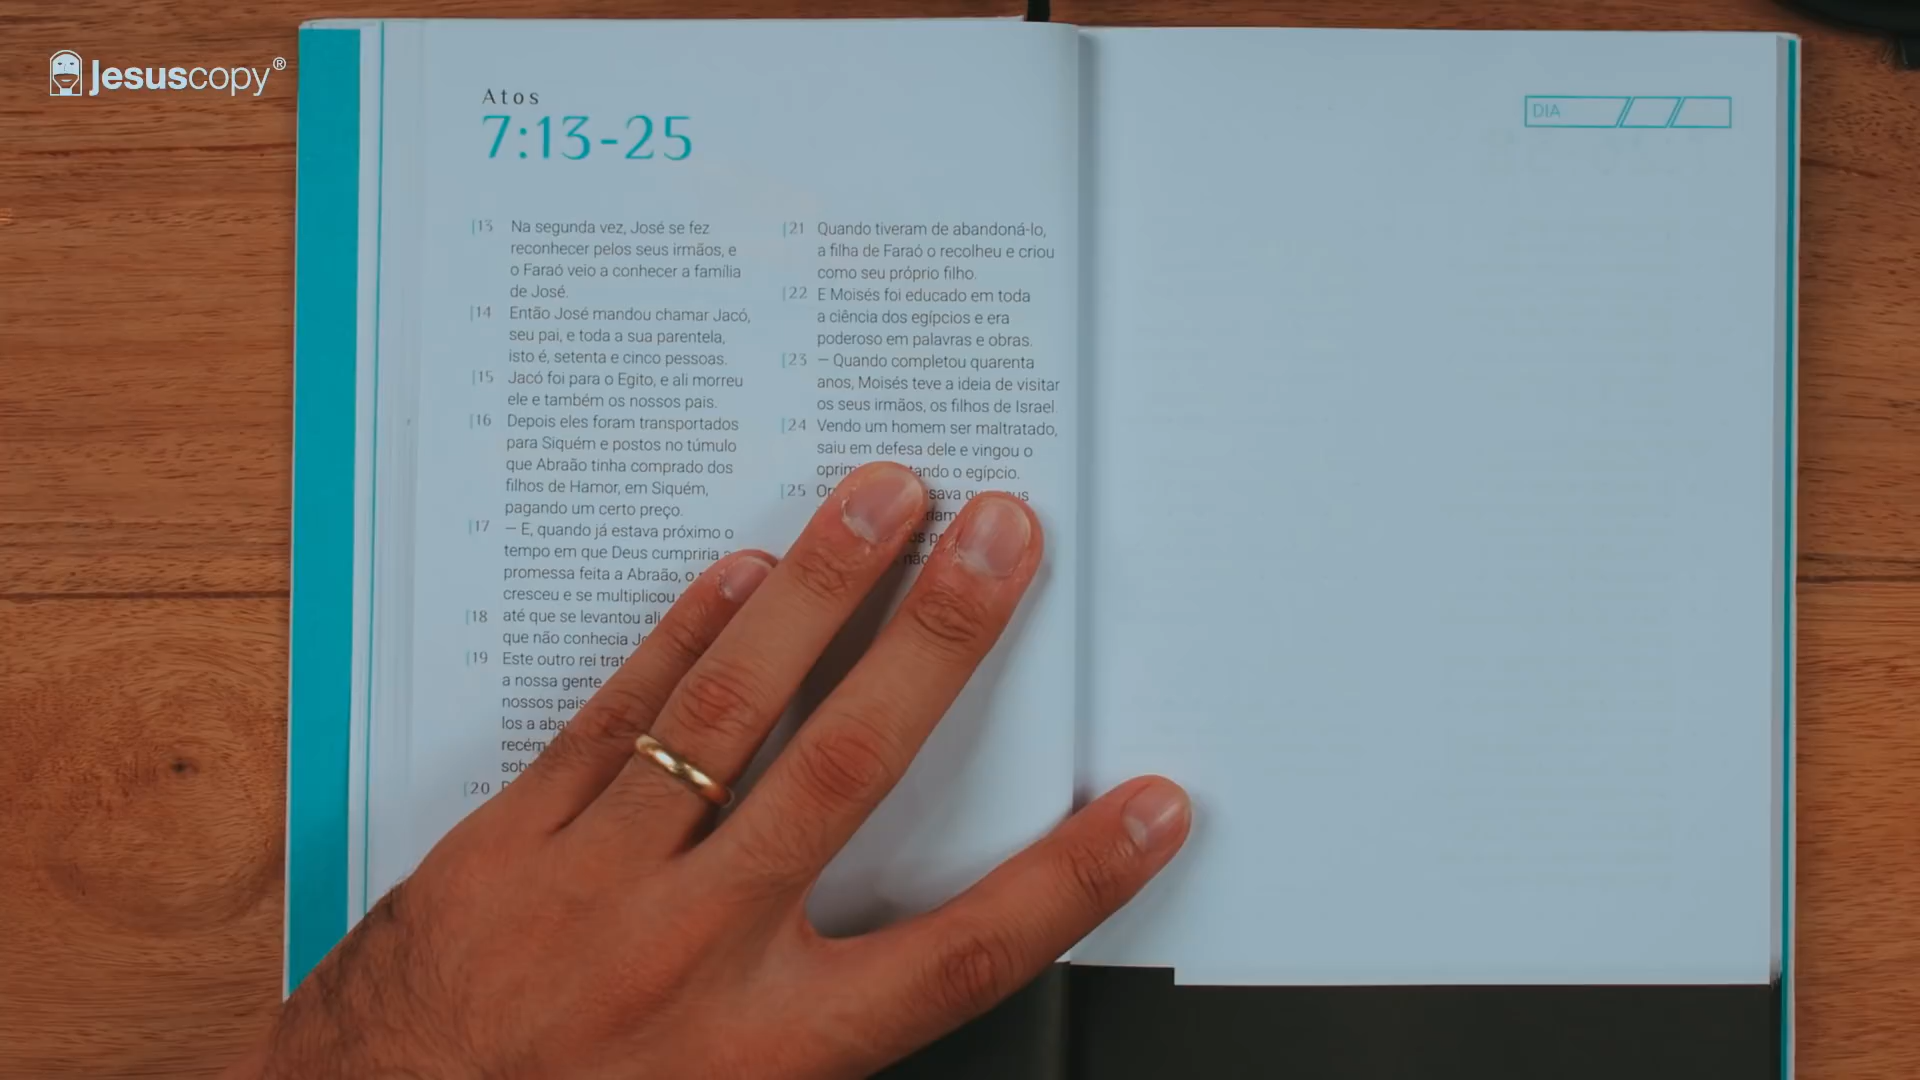 Jesuscopy®
Atos
7:13-25
DIA
13 Na segunda vez, José se fez
reconhecer pelos seus irmãos, e
o Faraó veio a conhecer a família
de José.
14 Então José mandou chamar Jacó,
seu pai, e toda a sua parentela,
isto é, setenta e cinco pessoas.
15 Jacó foi para o Egito, e ali morreu
ele e também os nossos pais.
16 Depois eles foram transportados
para Siquém e postos no túmulo
que Abraão tinha comprado dos
filhos de Hamor, em Siquém,
pagando um certo preço.
17 — E, quando já estava próximo o
tempo em que Deus cumpriria
promessa feita a Abraão, o
cresceu e se multiplicou
18 até que se levantou ali
que não conhecia
19 Este outro rei
a nossa gente
nossos pais
los a
20
21 Quando tiveram de abandoná-lo,
a filha de Faraó o recolheu e criou
como seu próprio filho.
22 E Moisés foi educado em toda
a ciência dos egípcios e era
poderoso em palavras e obras.
23 — Quando completou quarenta
anos, Moisés teve a ideia de visitar
os seus irmãos, os filhos de Israel.
24 Vendo um homem ser maltratado,
saiu em defesa dele e vingou o
o egípcio.
25